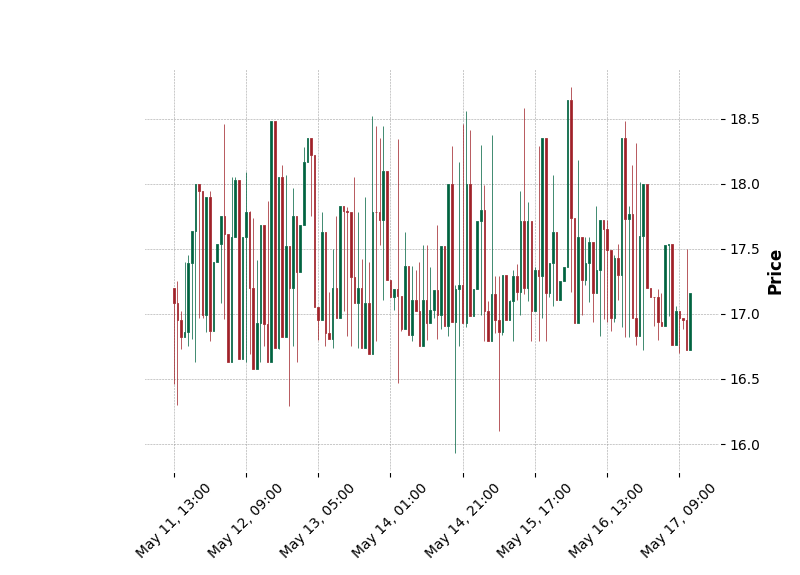 18.5
18.0
17.5
17.0
16.5
16.0
Price
May 11, 13:00
May 12, 09:00
May 13, 05:00
May 14, 01:00
May 14, 21:00
May 15, 17:00
May 16, 13:00
May 17, 09:00